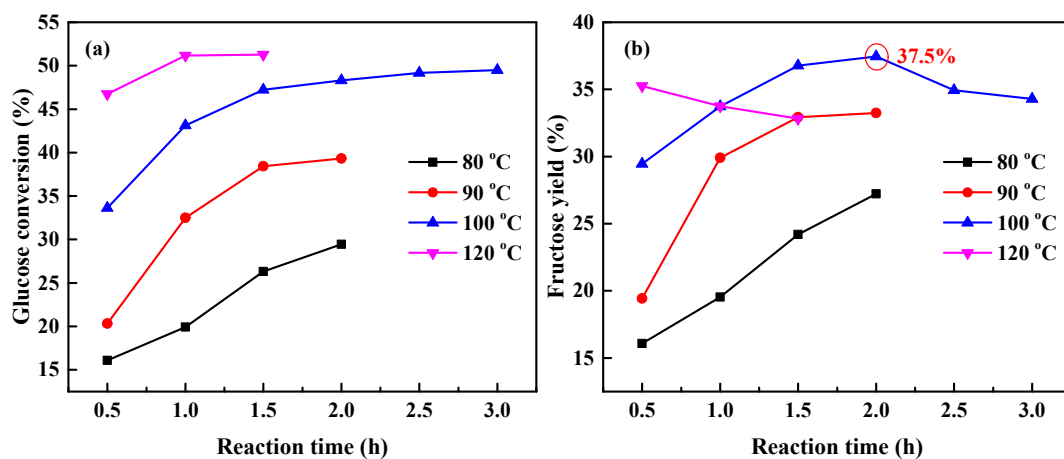 (a)
Glucose conversion (%)
55
50
45
40
35
30
25
20
15
80 °C
90 °C
100 °C
120 °C
0.5 1.0 1.5 2.0 2.5 3.0
Reaction time (h)
(b)
Fructose yield (%)
40
35
30
25
20
15
37.5%
80 °C
90 °C
100 °C
120 °C
0.5 1.0 1.5 2.0 2.5 3.0
Reaction time (h)